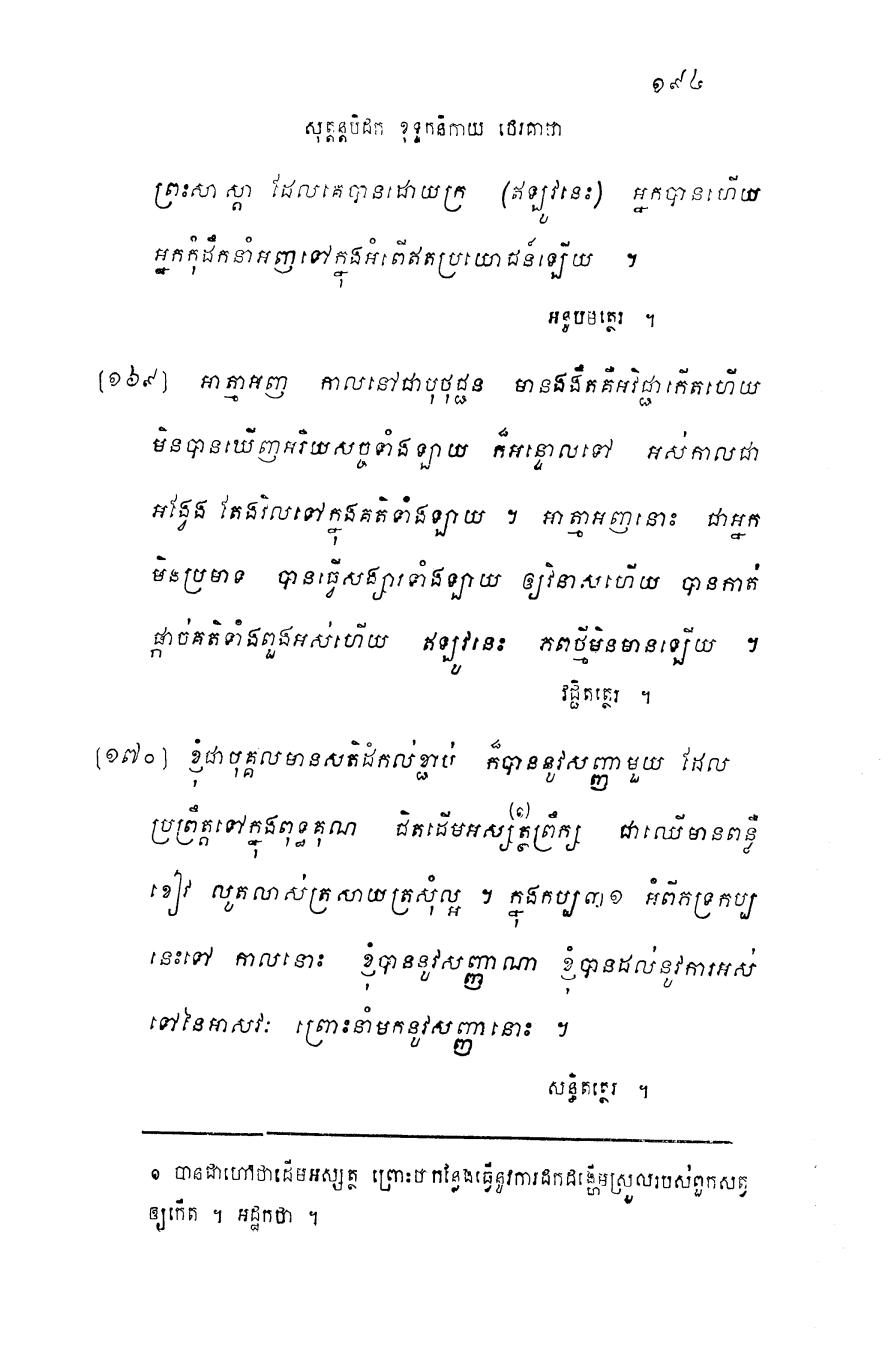 ១៩៤
សុត្តន្តបិដក ខុទ្ទកនិកាយ ថេរគាថា
ព្រះសាស្តា ដែលគេបានដោយក្រ (ឥឡូវនេះ) អ្នកបានហើយ
អ្នកកុំដឹកនាំអញទៅក្នុងអំពើឥតប្រយោជន៍ឡើយ ។
អនូបមត្ថេរ ។
[១៦៩] អាត្មាអញ កាលនៅជាបុថុជ្ជន មានងងឹតគឺអវិជ្ជាកើតហើយ
មិនបានឃើញអរិយសច្ចទាំងឡាយ ក៏អន្ទោលទៅ អស់កាលជា
អង្វែង តែងវិលទៅក្នុងគតិទាំងឡាយ ។ អាត្មាអញនោះ ជាអ្នក
មិនប្រមាទ បានធ្វើសង្សារទាំងឡាយ ឲ្យវិនាសហើយ បានកាត់
ផ្តាច់គតិទាំងពួងអស់ហើយ ឥឡូវនេះ ភពថ្មីមិនមានឡើយ ។
វជ្ជិតត្ថេរ ។
[១៧០] ខ្ញុំជាបុគ្គលមានសតិដំកល់ខ្ជាប់ ក៏បាននូវសញ្ញាមួយ ដែល
ប្រព្រឹត្តទៅក្នុងពុទ្ធគុណ ជិតដើមអស្សត្ថព្រឹក្ស (១) ជាឈើមានពន្លឺ
ខៀវ លូតលាស់ត្រសាយត្រសុំល្អ ។ ក្នុងកប្ប៣១ អំពីភទ្រកប្ប
នេះទៅ កាលនោះ ខ្ញុំបាននូវសញ្ញាណា ខ្ញុំបានដល់នូវការអស់
ទៅនៃអាសវៈ ព្រោះនាំមកនូវសញ្ញានោះ ។
សន្ធិតត្ថេរ ។
១ បានជាហៅថាដើមអស្សត្ថ ព្រោះជាកន្លែងធ្វើនូវការដកដង្ហើមស្រួលរបស់ពួកសត្វ
ឲ្យកើត ។ អដ្ឋកថា ។